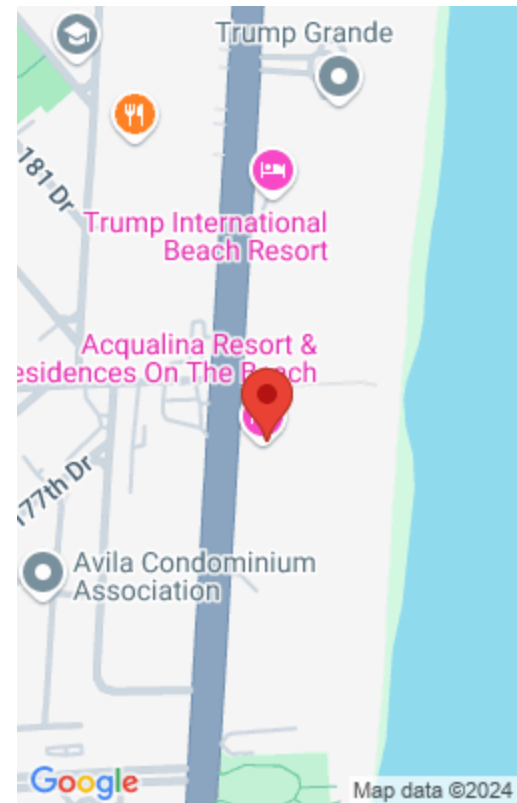 Trump Grande
181 Dr
Trump International
Beach Resort
Acqualina Resort &
esidences On The Beach
177th Dr
Avila Condominium
Association
Google
Map data ©2024